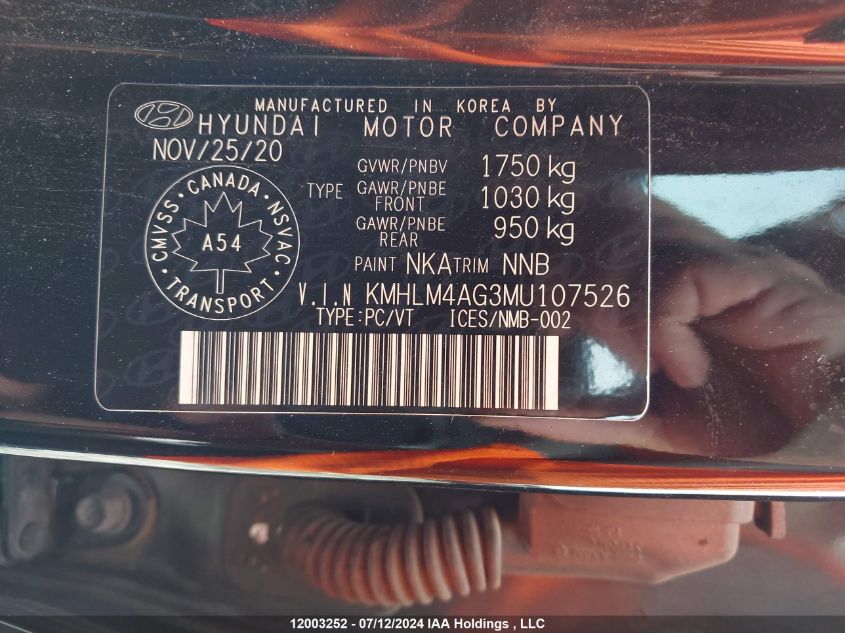 MANUFACTURED IN KOREA BY
HYUNDAI MOTOR COMPANY
NOV/25/20
GVWR/PNBV 1750 kg
TYPE GAWR/PNBE FRONT 1030 kg
GAWR/PNBE REAR 950 kg
CMVSS · CANADA · NSVAC · TRANSPORT ·
A54
PAINT NKA TRIM NNB
V.I.N KMHLM4AG3MU107526
TYPE:PC/VT ICES/NMB-002
12003252 - 07/12/2024 IAA Holdings , LLC